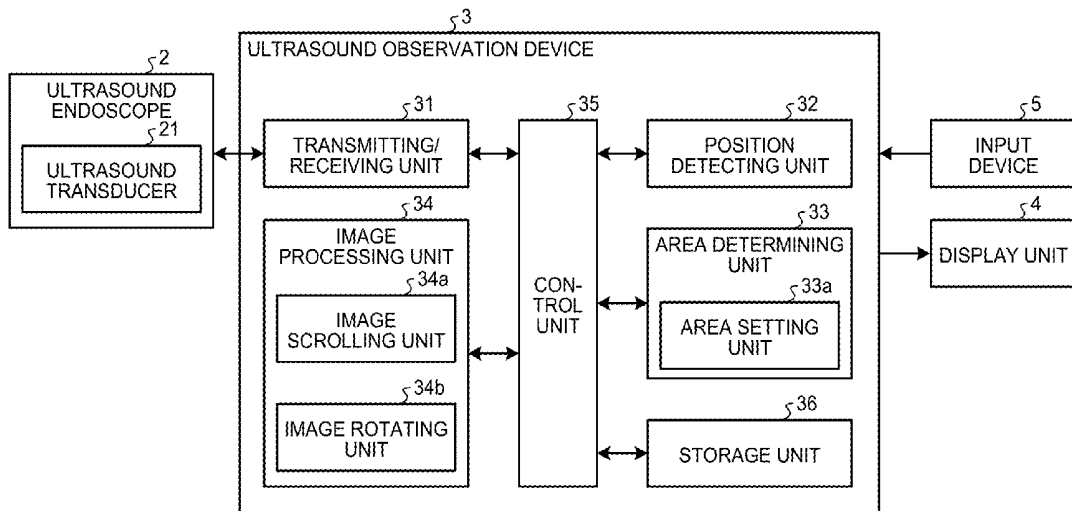 3
ULTRASOUND OBSERVATION DEVICE
2
ULTRASOUND
ENDOSCOPE
21
ULTRASOUND
TRANSDUCER
31
TRANSMITTING/
RECEIVING UNIT
34
IMAGE
PROCESSING UNIT
34a
IMAGE
SCROLLING UNIT
34b
IMAGE ROTATING
UNIT
35
CON-
TROL
UNIT
32
POSITION
DETECTING UNIT
33
AREA DETERMINING
UNIT
33a
AREA SETTING
UNIT
36
STORAGE UNIT
5
INPUT
DEVICE
4
DISPLAY UNIT